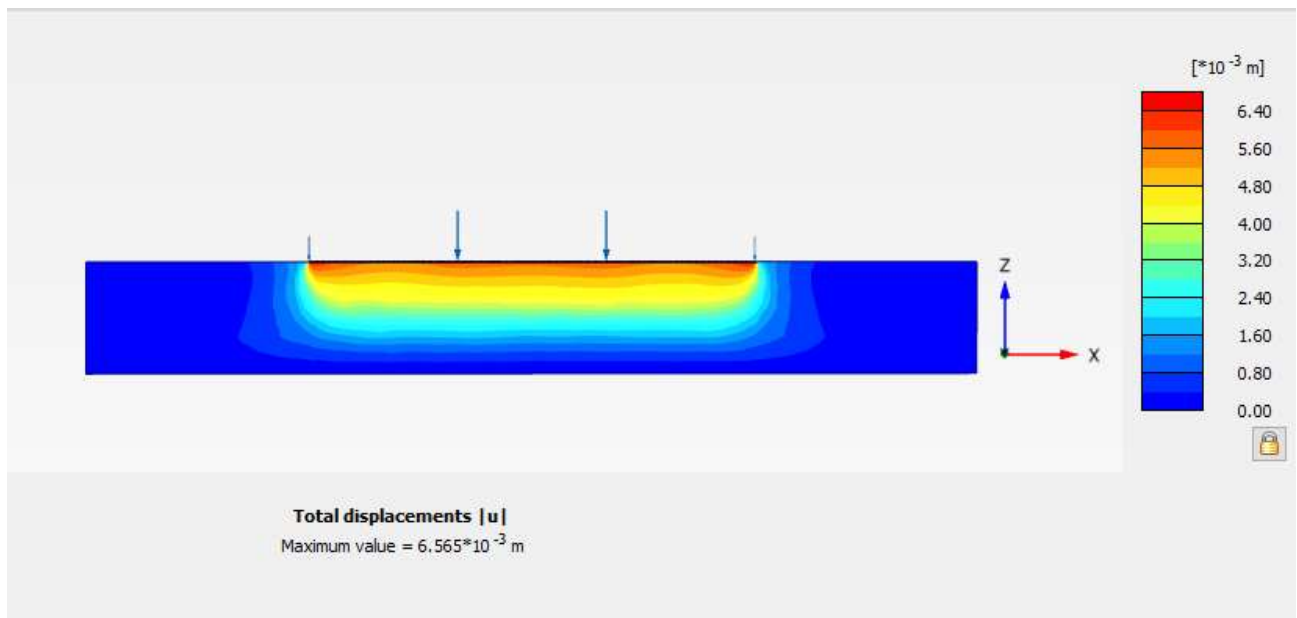 [*10 -3 m]
6.40
5.60
4.80
4.00
3.20
2.40
1.60
0.80
0.00
Z
X
Total displacements |u|
Maximum value = 6.565*10 -3 m